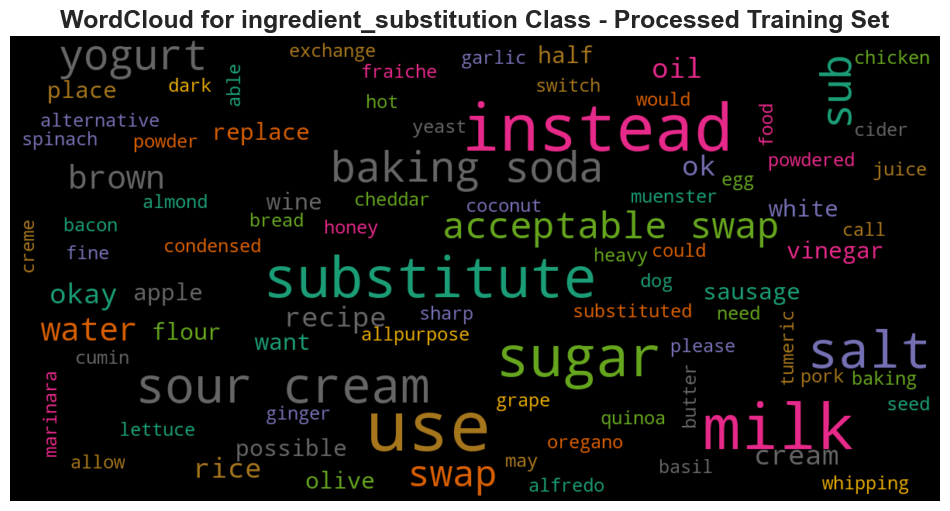 WordCloud for ingredient_substitution Class - Processed Training Set
yogurt
exchange
garlic
half
chicken
place
dark
able
fraiche
oil
sub
hot
switch
would
alternative
instead
food
cider
spinach
powder
replace
yeast
baking soda
ok
powdered
juice
brown
egg
almond
wine
cheddar
coconut
muenster
white
bacon
bread
honey
acceptable swap
call
creme
fine
condensed
heavy
could
vinegar
substitute
dog
okay
apple
sausage
recipe
sharp
substituted
need
water
flour
want
allpurpose
sugar
please
tumeric
salt
cumin
sour cream
butter
pork
baking
marinara
ginger
use
grape
quinoa
milk
seed
lettuce
possible
oregano
cream
allow
rice
olive
swap
may
alfredo
basil
whipping